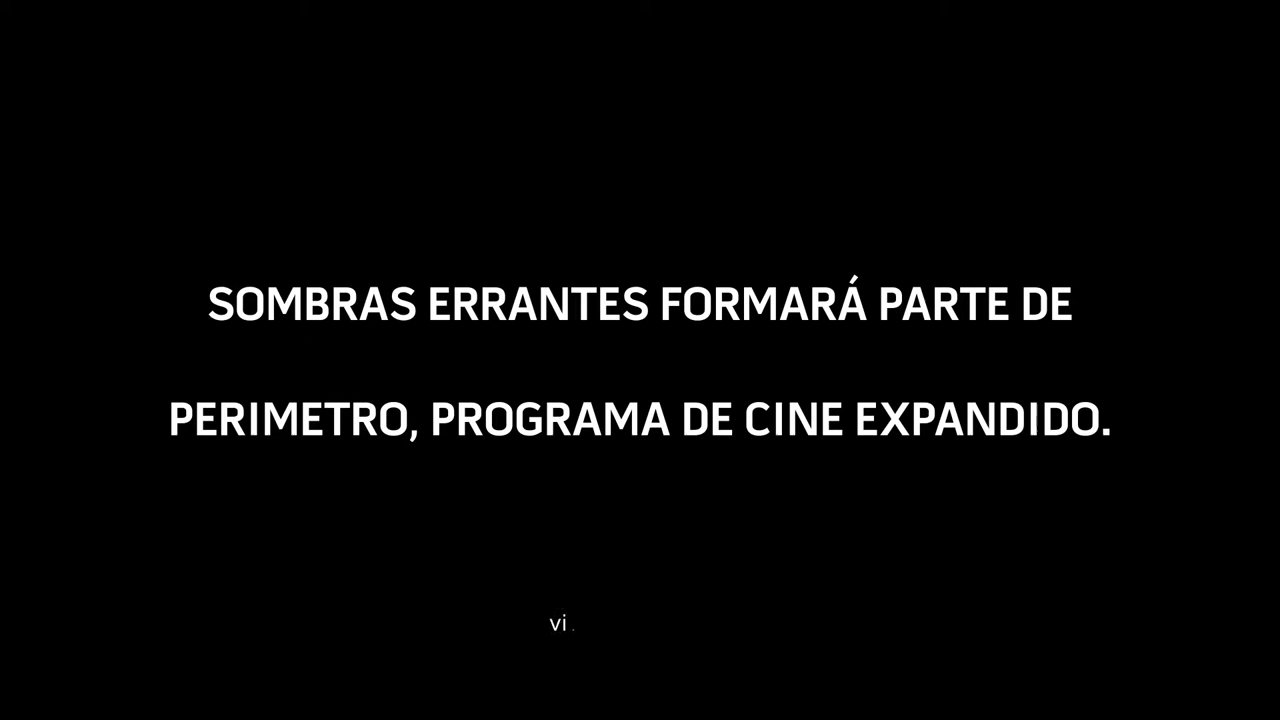 SOMBRAS ERRANTES FORMARÁ PARTE DE
PERIMETRO, PROGRAMA DE CINE EXPANDIDO.
vi